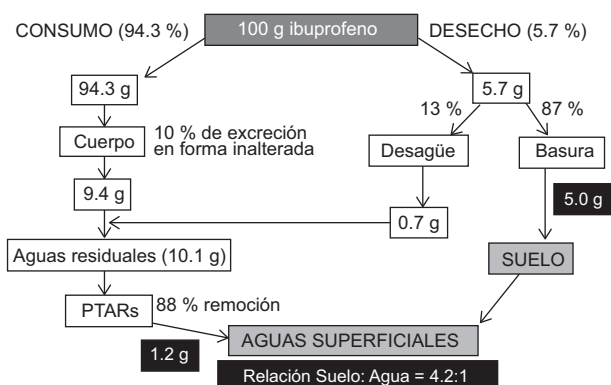 CONSUMO (94.3 %)
100 g ibuprofeno
DESECHO (5.7 %)
94.3 g
5.7 g
13 %
87 %
Cuerpo
10 % de excreción
en forma inalterada
Desagüe
Basura
9.4 g
0.7 g
5.0 g
Aguas residuales (10.1 g)
SUELO
PTARs
88 % remoción
1.2 g
AGUAS SUPERFICIALES
Relación Suelo: Agua = 4.2:1